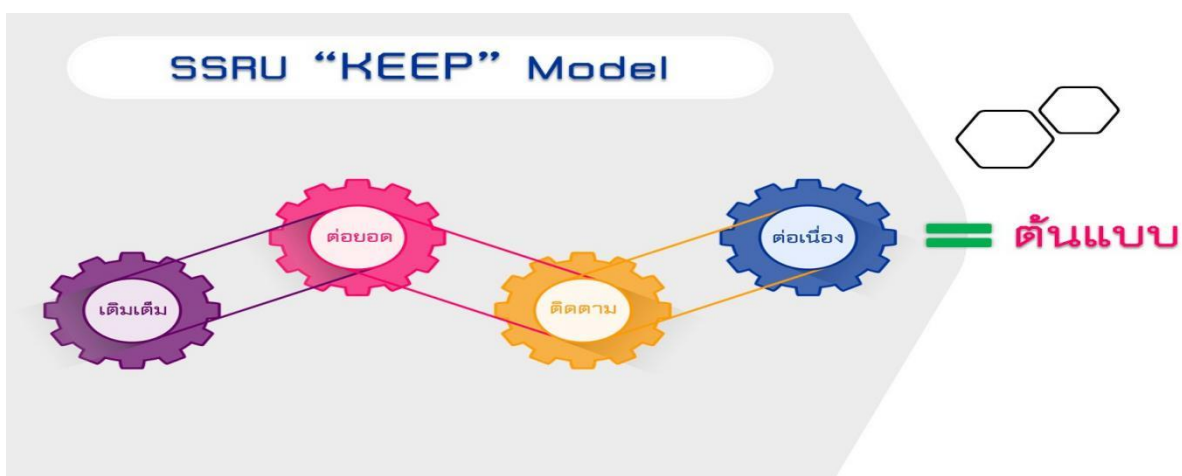 SSRU “KEEP” Model
เติมเต็ม
ต่อยอด
ติดตาม
ต่อเนื่อง
= ต้นแบบ